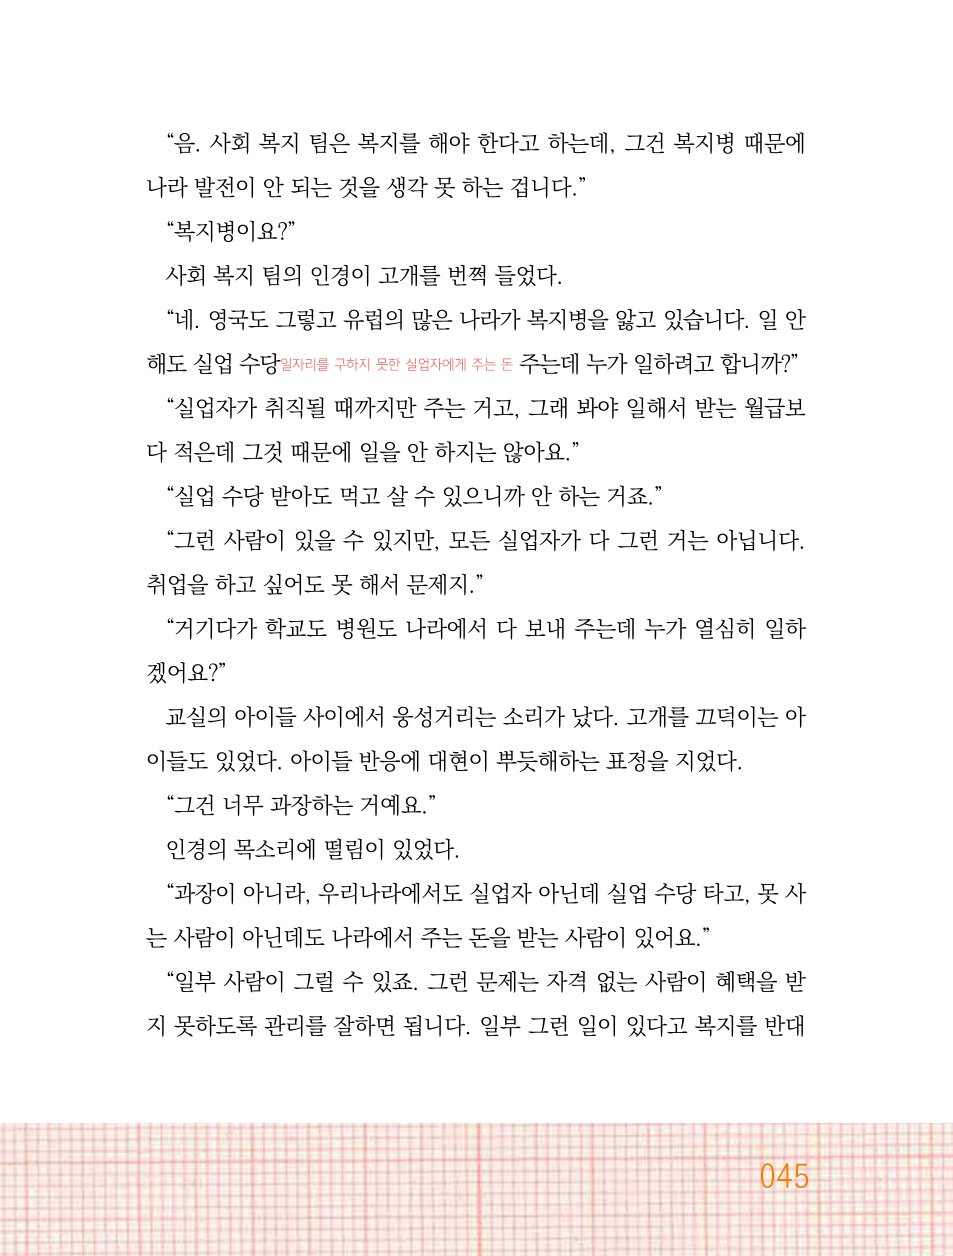 “음. 사회 복지 팀은 복지를 해야 한다고 하는데, 그건 복지병 때문에
나라 발전이 안 되는 것을 생각 못 하는 겁니다.”
“복지병이요?”
사회 복지 팀의 인경이 고개를 번쩍 들었다.
“네. 영국도 그렇고 유럽의 많은 나라가 복지병을 앓고 있습니다. 일 안
해도 실업 수당일자리를 구하지 못한 실업자에게 주는 돈 주는데 누가 일하려고 합니까?”
“실업자가 취직될 때까지만 주는 거고, 그래 봐야 일해서 받는 월급보
다 적은데 그것 때문에 일을 안 하지는 않아요.”
“실업 수당 받아도 먹고 살 수 있으니까 안 하는 거죠.”
“그런 사람이 있을 수 있지만, 모든 실업자가 다 그런 거는 아닙니다.
취업을 하고 싶어도 못 해서 문제지.”
“거기다가 학교도 병원도 나라에서 다 보내 주는데 누가 열심히 일하
겠어요?”
교실의 아이들 사이에서 웅성거리는 소리가 났다. 고개를 끄덕이는 아
이들도 있었다. 아이들 반응에 대현이 뿌듯해하는 표정을 지었다.
“그건 너무 과장하는 거예요.”
인경의 목소리에 떨림이 있었다.
“과장이 아니라, 우리나라에서도 실업자 아닌데 실업 수당 타고, 못 사
는 사람이 아닌데도 나라에서 주는 돈을 받는 사람이 있어요.”
“일부 사람이 그럴 수 있죠. 그런 문제는 자격 없는 사람이 혜택을 받
지 못하도록 관리를 잘하면 됩니다. 일부 그런 일이 있다고 복지를 반대
045